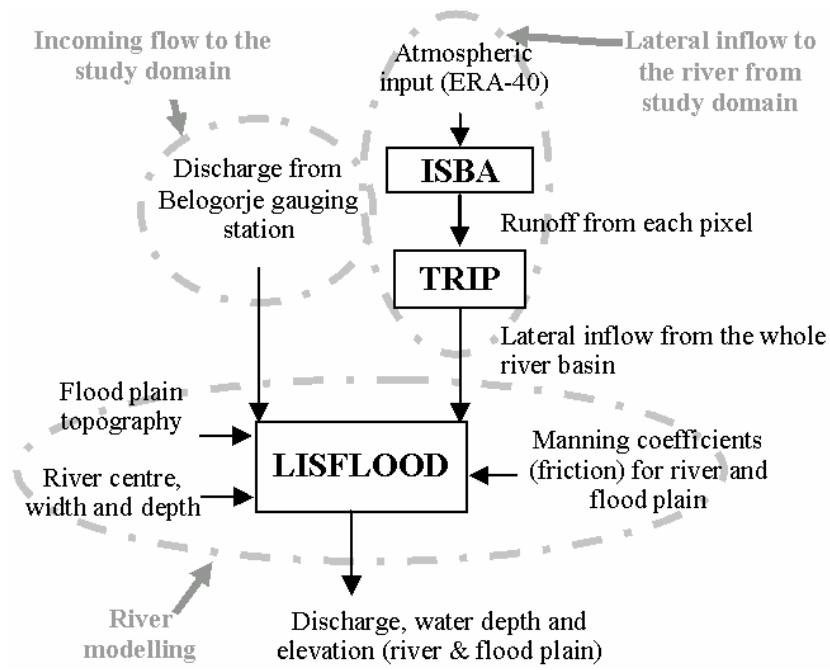 Incoming flow to the
study domain
Atmospheric
input (ERA-40)
Lateral inflow to
the river from
study domain
Discharge from
Belogorje gauging
station
ISBA
Runoff from each pixel
TRIP
Lateral inflow from the whole
river basin
Flood plain
topography
River centre,
width and depth
LISFLOOD
Manning coefficients
(friction) for river and
flood plain
River
modelling
Discharge, water depth and
elevation (river & flood plain)